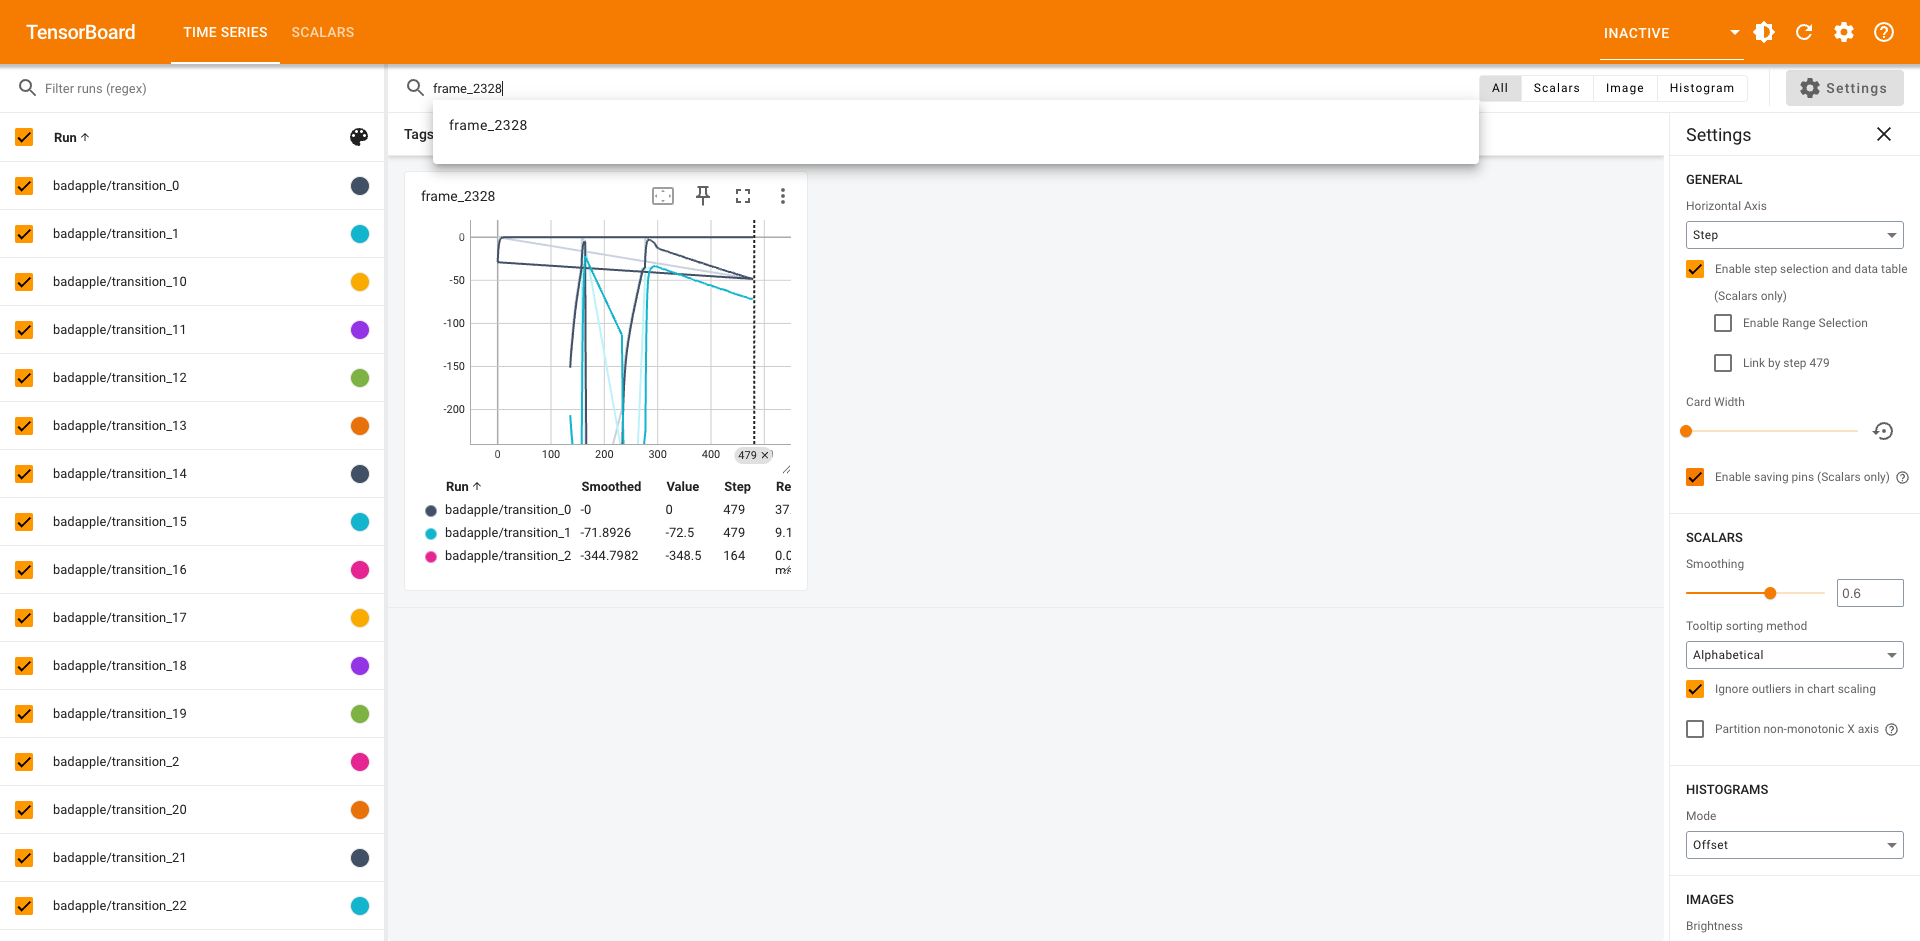 TensorBoard
TIME SERIES
SCALARS
INACTIVE
Filter runs (regex)
frame_2328
All
Scalars
Image
Histogram
Settings
frame_2328
Run
Tags
Settings
badapple/transition_0
badapple/transition_1
badapple/transition_10
badapple/transition_11
badapple/transition_12
badapple/transition_13
badapple/transition_14
badapple/transition_15
badapple/transition_16
badapple/transition_17
badapple/transition_18
badapple/transition_19
badapple/transition_2
badapple/transition_20
badapple/transition_21
badapple/transition_22
frame_2328
0
-50
-100
-150
-200
0 100 200 300 400 479
Run Smoothed Value Step Re
badapple/transition_0 -0 0 479 37.
badapple/transition_1 -71.8926 -72.5 479 9.1
badapple/transition_2 -344.7982 -348.5 164 0.0
GENERAL
Horizontal Axis
Step
Enable step selection and data table
(Scalars only)
Enable Range Selection
Link by step 479
Card Width
Enable saving pins (Scalars only)
SCALARS
Smoothing
0.6
Tooltip sorting method
Alphabetical
Ignore outliers in chart scaling
Partition non-monotonic X axis
HISTOGRAMS
Mode
Offset
IMAGES
Brightness